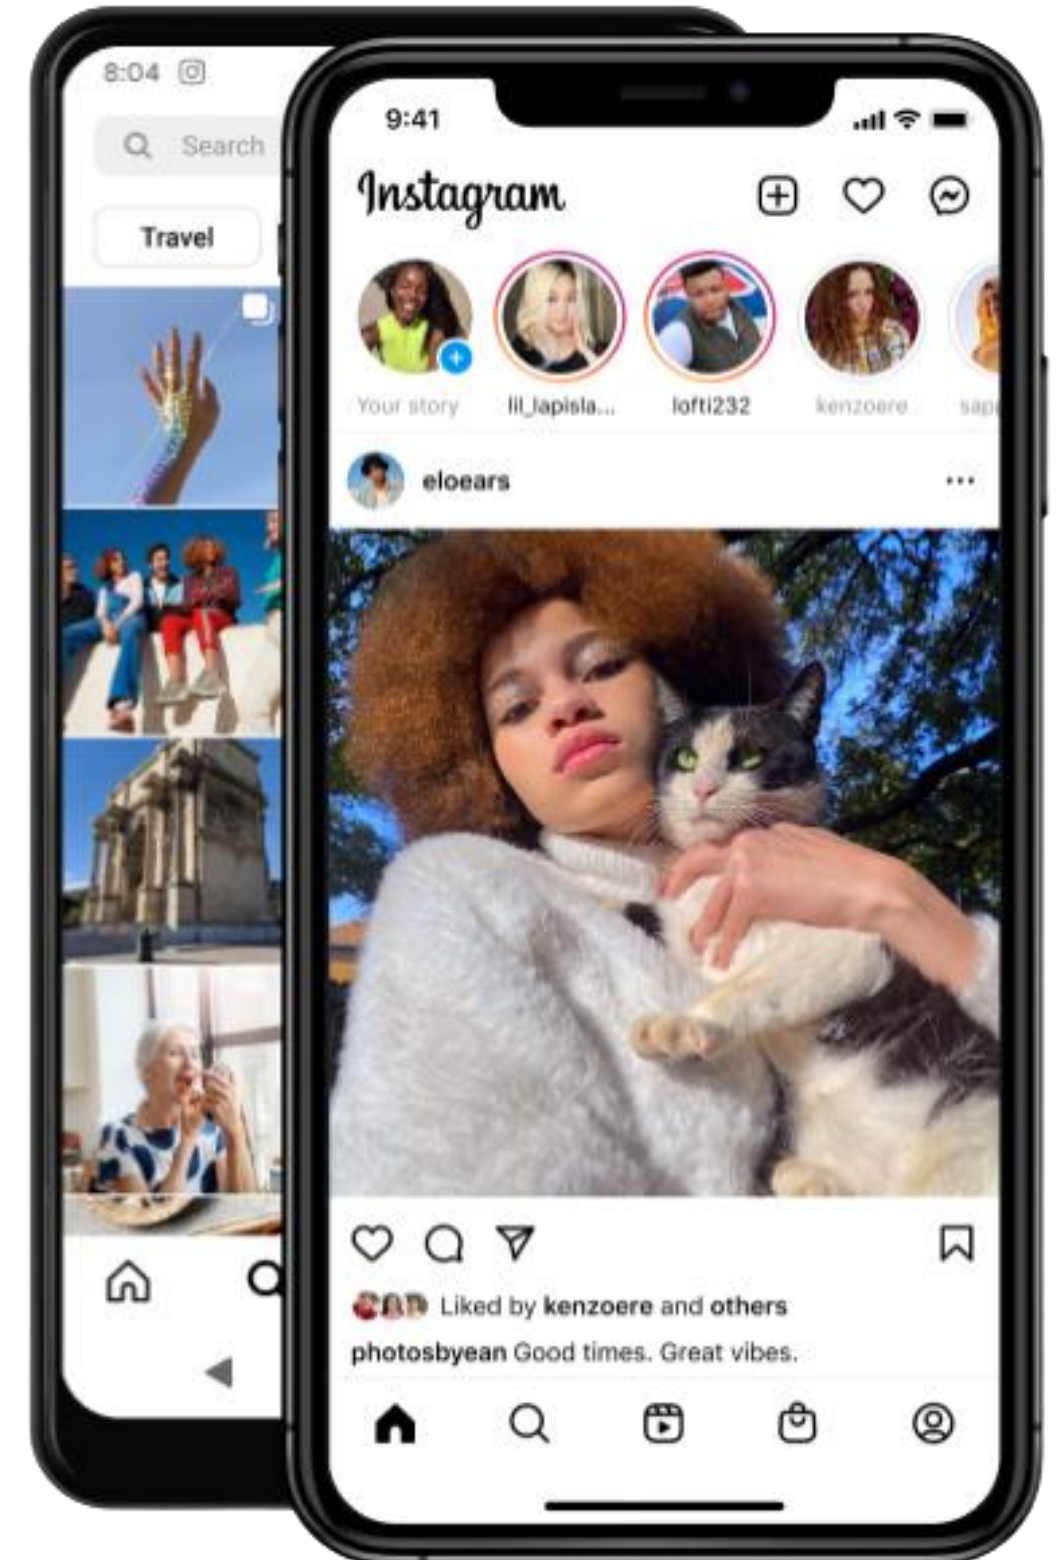 8:04
Search
Travel
9:41
Instagram
Your story
lil_lapisla...
lofti232
kenzoere
sap
eloears
Liked by kenzoere and others
photosbyean Good times. Great vibes.